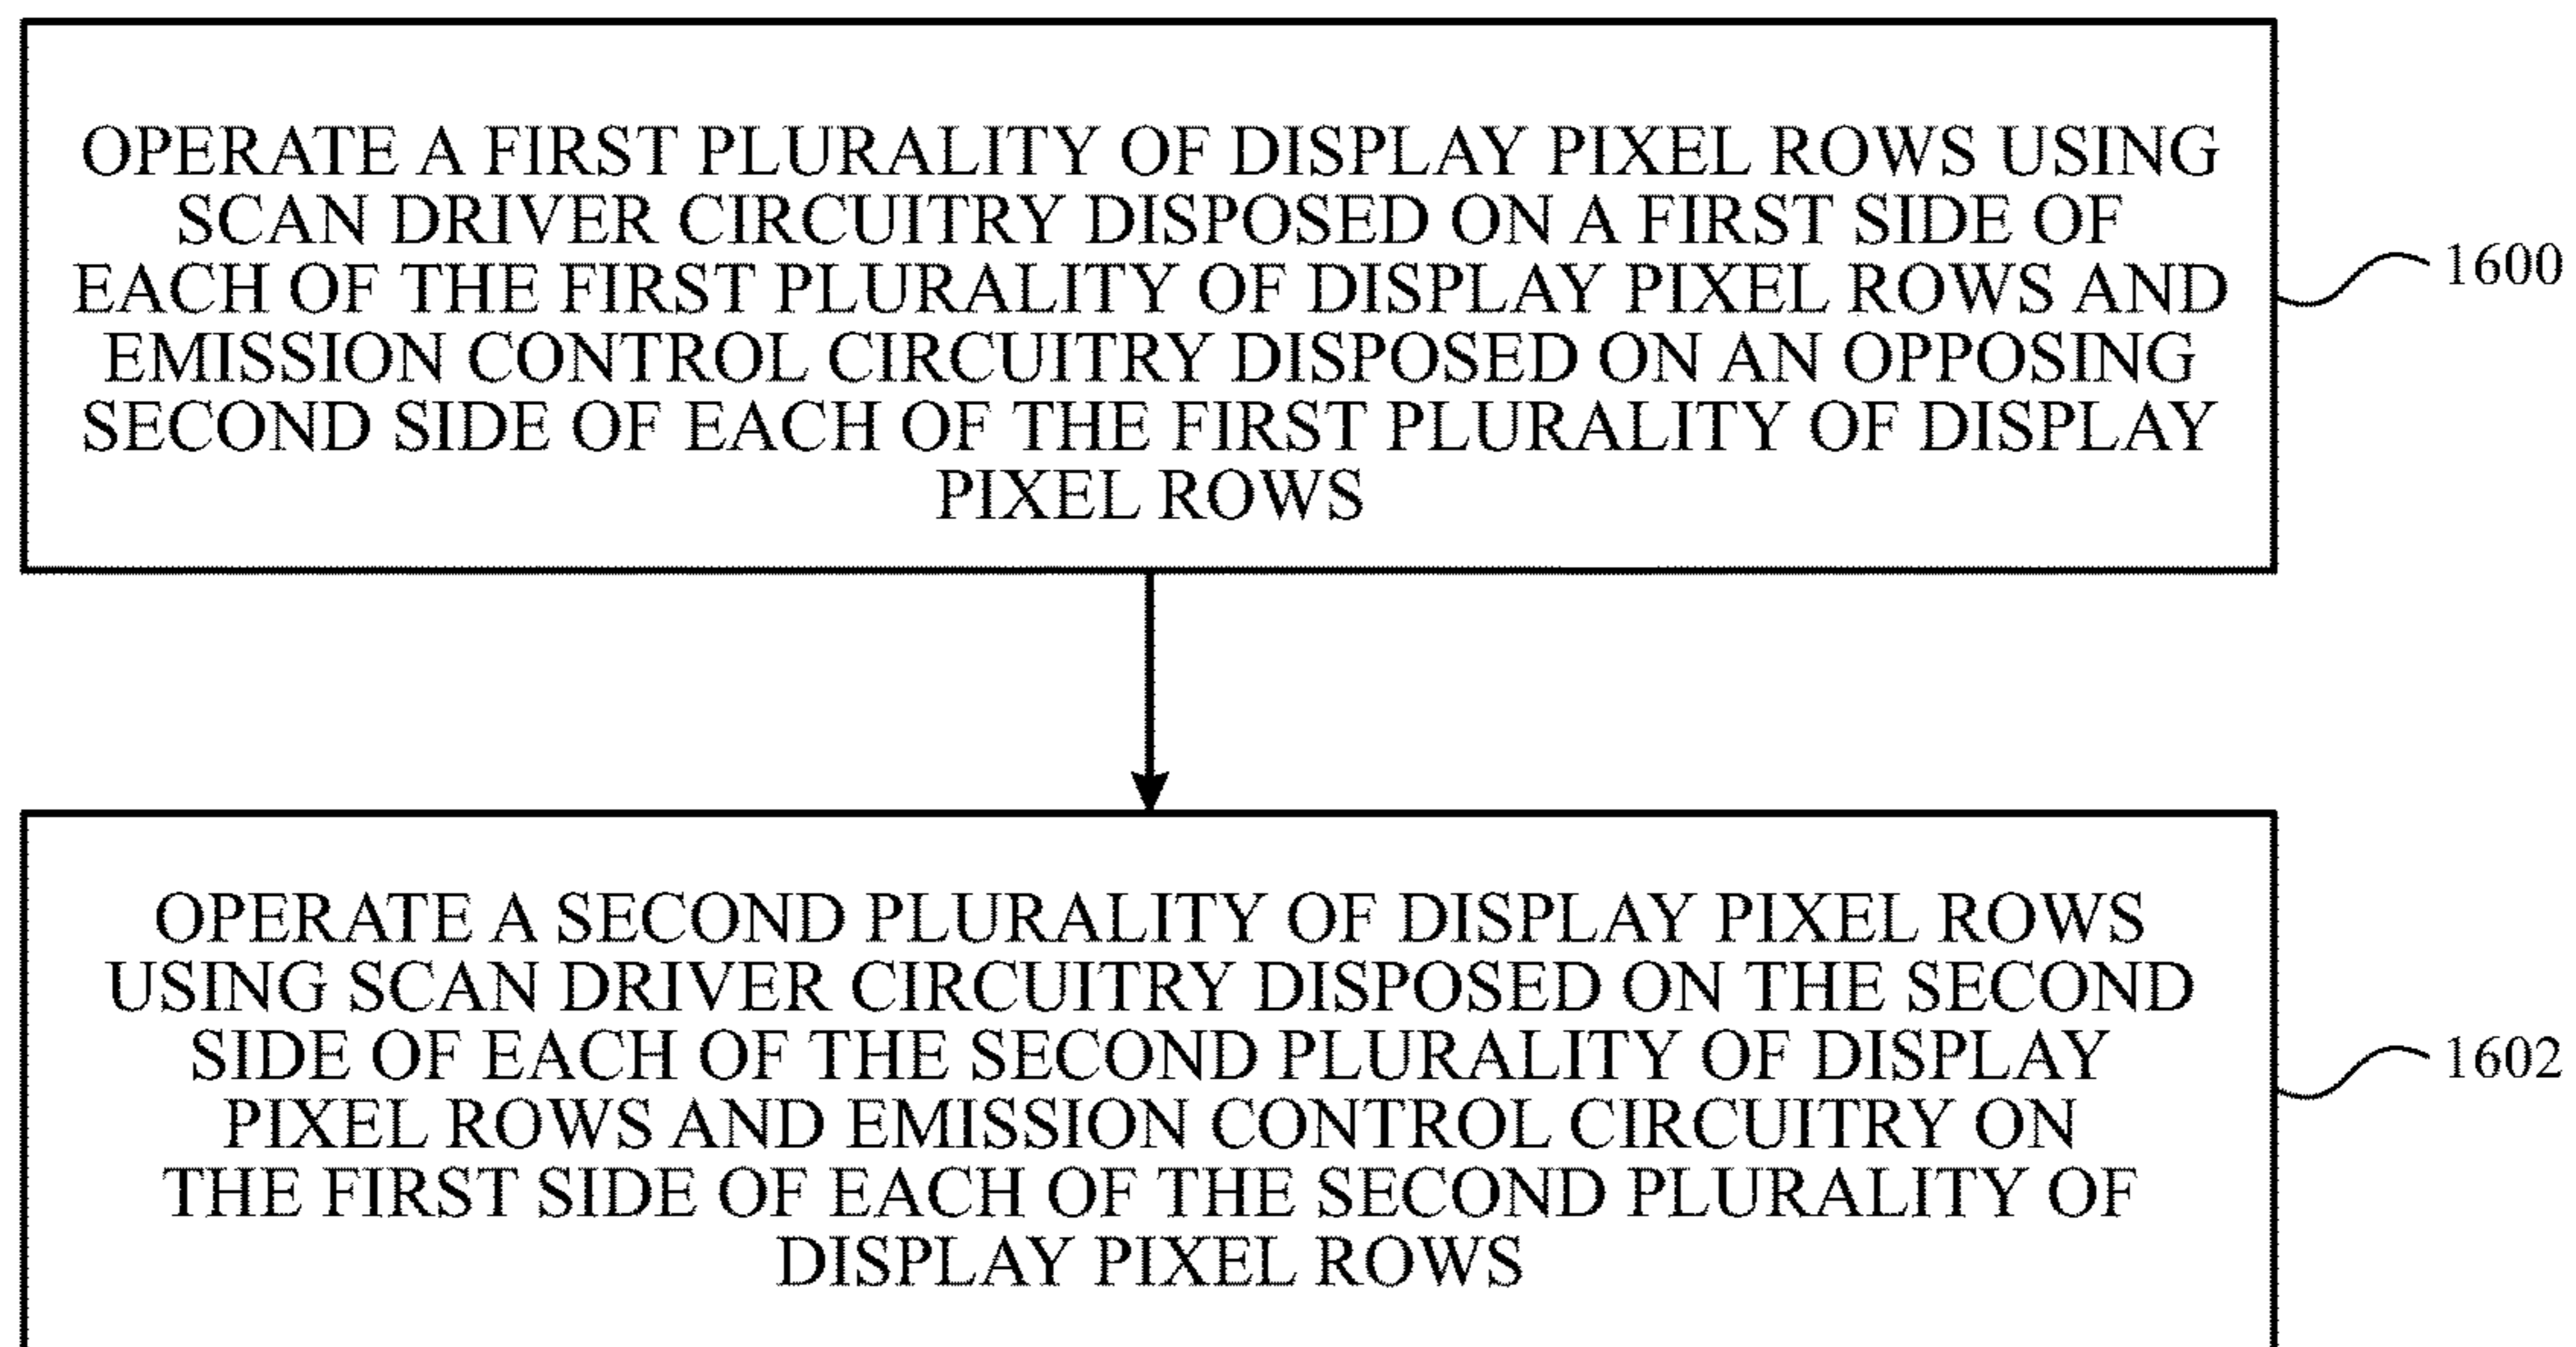 OPERATE A FIRST PLURALITY OF DISPLAY PIXEL ROWS USING
SCAN DRIVER CIRCUITRY DISPOSED ON A FIRST SIDE OF
EACH OF THE FIRST PLURALITY OF DISPLAY PIXEL ROWS AND
EMISSION CONTROL CIRCUITRY DISPOSED ON AN OPPOSING
SECOND SIDE OF EACH OF THE FIRST PLURALITY OF DISPLAY
PIXEL ROWS
1600
OPERATE A SECOND PLURALITY OF DISPLAY PIXEL ROWS
USING SCAN DRIVER CIRCUITRY DISPOSED ON THE SECOND
SIDE OF EACH OF THE SECOND PLURALITY OF DISPLAY
PIXEL ROWS AND EMISSION CONTROL CIRCUITRY ON
THE FIRST SIDE OF EACH OF THE SECOND PLURALITY OF
DISPLAY PIXEL ROWS
1602